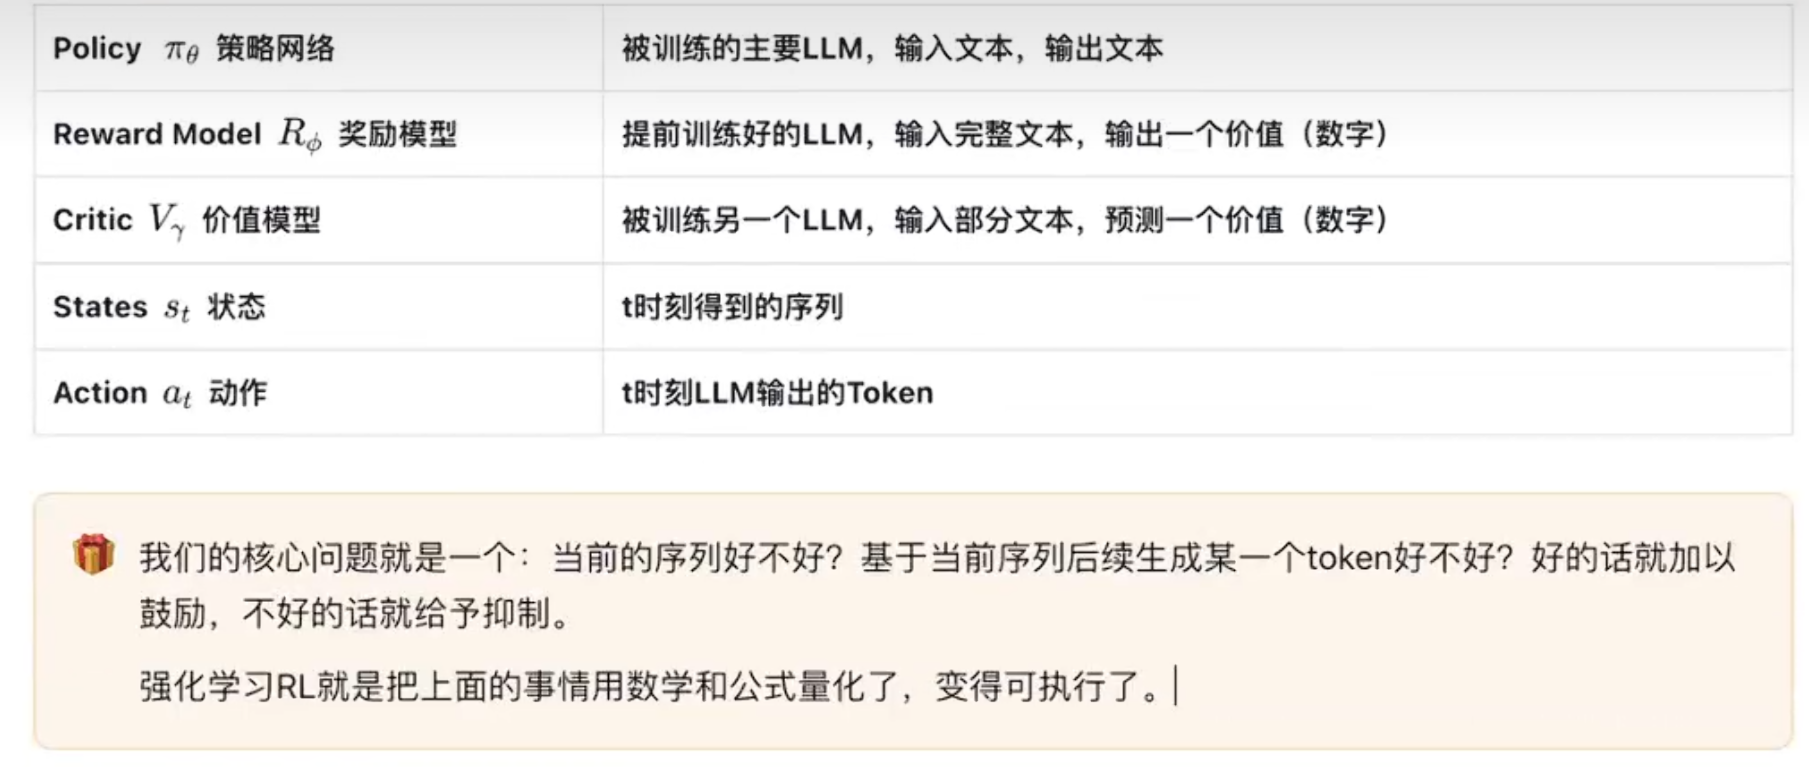 Policy π_θ 策略网络 被训练的主要LLM，输入文本，输出文本
Reward Model R_ϕ 奖励模型 提前训练好的LLM，输入完整文本，输出一个价值（数字）
Critic V_γ 价值模型 被训练另一个LLM，输入部分文本，预测一个价值（数字）
States s_t 状态 t时刻得到的序列
Action a_t 动作 t时刻LLM输出的Token
我们的核心问题就是一个：当前的序列好不好？基于当前序列后续生成某一个token好不好？好的话就加以
鼓励，不好的话就给予抑制。
强化学习RL就是把上面的事情用数学和公式量化了，变得可执行了。